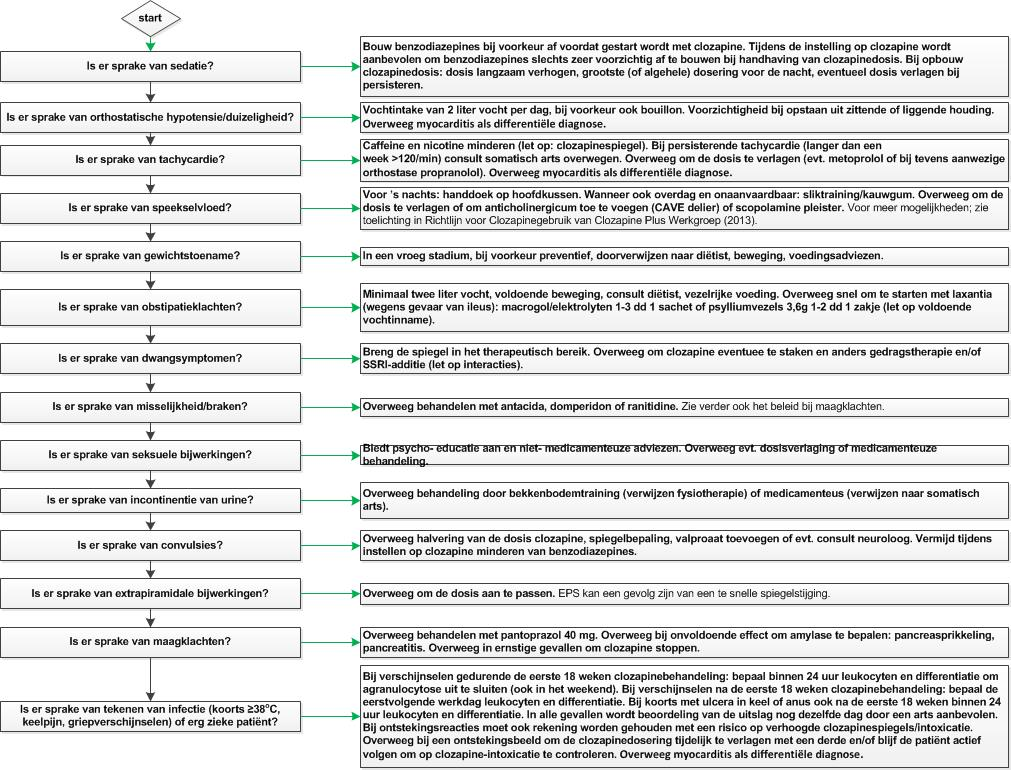 start
Is er sprake van sedatie?
Bouw benzodiazepines bij voorkeur af voordat gestart wordt met clozapine. Tijdens de instelling op clozapine wordt
aanbevolen om benzodiazepines slechts zeer voorzichtig af te bouwen bij handhaving van clozapinedosis. Bij opbouw
clozapinedosis: dosis langzaam verhogen, grootste (of algehele) dosering voor de nacht, eventueel dosis verlagen bij
persisteren.
Is er sprake van orthostatische hypotensie/duizeligheid?
Vochtintake van 2 liter vocht per dag, bij voorkeur ook bouillon. Voorzichtigheid bij opstaan uit zittende of liggende houding.
Overweeg myocarditis als differentiële diagnose.
Is er sprake van tachycardie?
Caffeine en nicotine minderen (let op: clozapinespiegel). Bij persisterende tachycardie (langer dan een
week >120/min) consult somatisch arts overwegen. Overweeg om de dosis te verlagen (evt. metoprolol of bij tevens aanwezige
orthostase propranolol). Overweeg myocarditis als differentiële diagnose.
Is er sprake van speekselvloed?
Voor 's nachts: handdoek op hoofdkussen. Wanneer ook overdag en onaanvaardbaar: sliktraining/kauwgum. Overweeg om de
dosis te verlagen of om anticholinergicum toe te voegen (CAVE delier) of scopolamine pleister. Voor meer mogelijkheden; zie
toelichting in Richtlijn voor Clozapinegebruik van Clozapine Plus Werkgroep (2013).
Is er sprake van gewichtstoename?
In een vroeg stadium, bij voorkeur preventief, doorverwijzen naar diëtist, beweging, voedingsadviezen.
Is er sprake van obstipatieklachten?
Minimaal twee liter vocht, voldoende beweging, consult diëtist, vezelrijke voeding. Overweeg snel om te starten met laxantia
(wegens gevaar van ileus): macrogol/elektrolyten 1-3 dd 1 sachet of psylliumvezels 3,6g 1-2 dd 1 zakje (let op voldoende
vochtinname).
Is er sprake van dwangsymptomen?
Breng de spiegel in het therapeutisch bereik. Overweeg om clozapine eventuee te staken en anders gedragstherapie en/of
SSRI-additie (let op interacties).
Is er sprake van misselijkheid/braken?
Overweeg behandelen met antacida, domperidon of ranitidine. Zie verder ook het beleid bij maagklachten.
Is er sprake van seksuele bijwerkingen?
Biedt psycho- educatie aan en niet- medicamenteuze adviezen. Overweeg evt. dosisverlaging of medicamenteuze
behandeling.
Is er sprake van incontinentie van urine?
Overweeg behandeling door bekkenbodemtraining (verwijzen fysiotherapie) of medicamenteus (verwijzen naar somatisch
arts).
Is er sprake van convulsies?
Overweeg halvering van de dosis clozapine, spiegelbepaling, valproaat toevoegen of evt. consult neuroloog. Vermijd tijdens
instellen op clozapine minderen van benzodiazepines.
Is er sprake van extrapiramidale bijwerkingen?
Overweeg om de dosis aan te passen. EPS kan een gevolg zijn van een te snelle spiegelstijging.
Is er sprake van maagklachten?
Overweeg behandelen met pantoprazol 40 mg. Overweeg bij onvoldoende effect om amylase te bepalen: pancreasprikkeling,
pancreatitis. Overweeg in ernstige gevallen om clozapine stoppen.
Is er sprake van tekenen van infectie (koorts ≥38°C,
keelpijn, griepverschijnselen) of erg zieke patiënt?
Bij verschijnselen gedurende de eerste 18 weken clozapinebehandeling: bepaal binnen 24 uur leukocyten en differentiatie om
agranulocytose uit te sluiten (ook in het weekend). Bij verschijnselen na de eerste 18 weken clozapinebehandeling: bepaal de
eerstvolgende werkdag leukocyten en differentiatie. Bij koorts met ulcera in keel of anus ook na de eerste 18 weken binnen 24
uur leukocyten en differentiatie. In alle gevallen wordt beoordeling van de uitslag nog dezelfde dag door een arts aanbevolen.
Bij ontstekingsreacties moet ook rekening worden gehouden met een risico op verhoogde clozapinespiegels/intoxicatie.
Overweeg bij een ontstekingsbeeld om de clozapinedosering tijdelijk te verlagen met een derde en/of blijf de patiënt actief
volgen om op clozapine-intoxicatie te controleren. Overweeg myocarditis als differentiële diagnose.